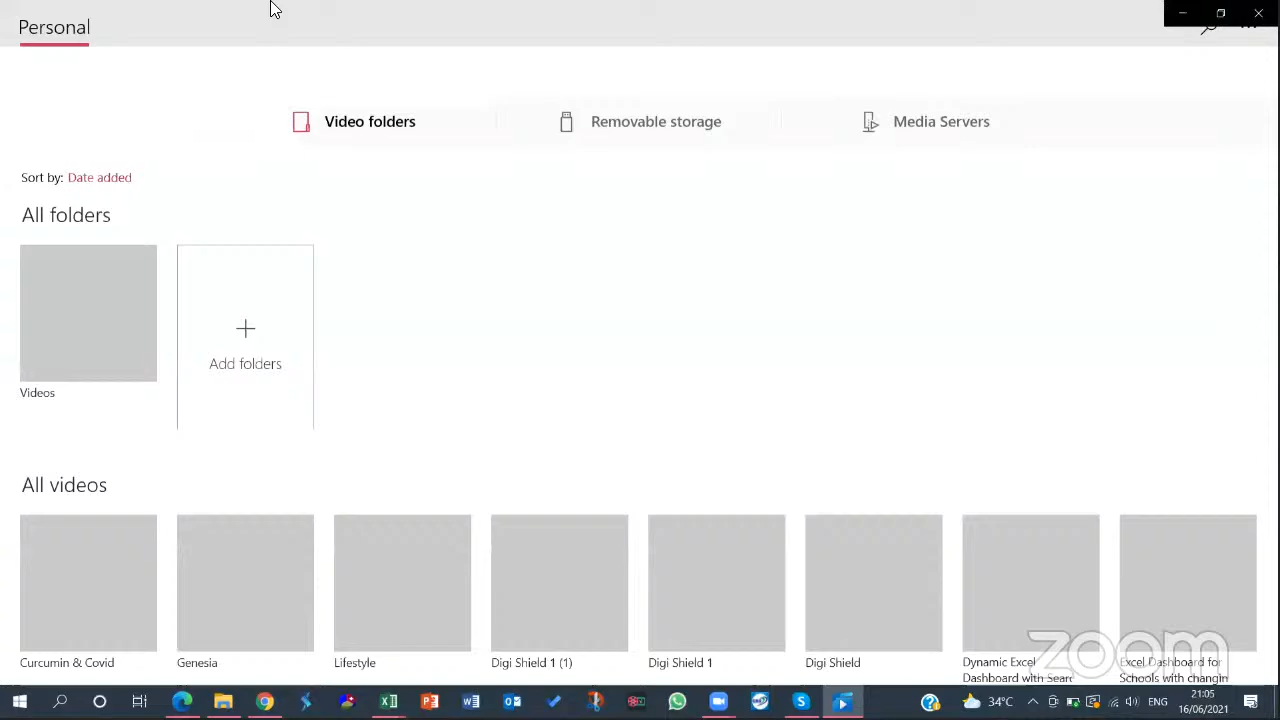 Personal
Video folders
Removable storage
Media Servers
Sort by: Date added
All folders
Add folders
Videos
All videos
Curcumin & Covid
Genesia
Lifestyle
Digi Shield 1 (1)
Digi Shield 1
Digi Shield
Dynamic Excel
Dashboard with Searc
Excel Dashboard for
Schools with changin
zoom
34°C
ENG
21:05
16/06/2021